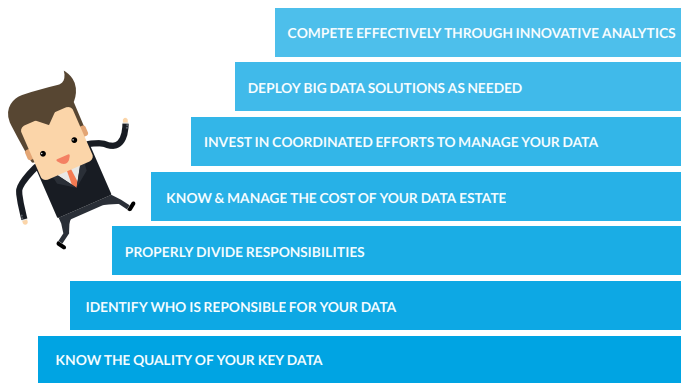 COMPETE EFFECTIVELY THROUGH INNOVATIVE ANALYTICS
DEPLOY BIG DATA SOLUTIONS AS NEEDED
INVEST IN COORDINATED EFFORTS TO MANAGE YOUR DATA
KNOW & MANAGE THE COST OF YOUR DATA ESTATE
PROPERLY DIVIDE RESPONSIBILITIES
IDENTIFY WHO IS REPONSIBLE FOR YOUR DATA
KNOW THE QUALITY OF YOUR KEY DATA